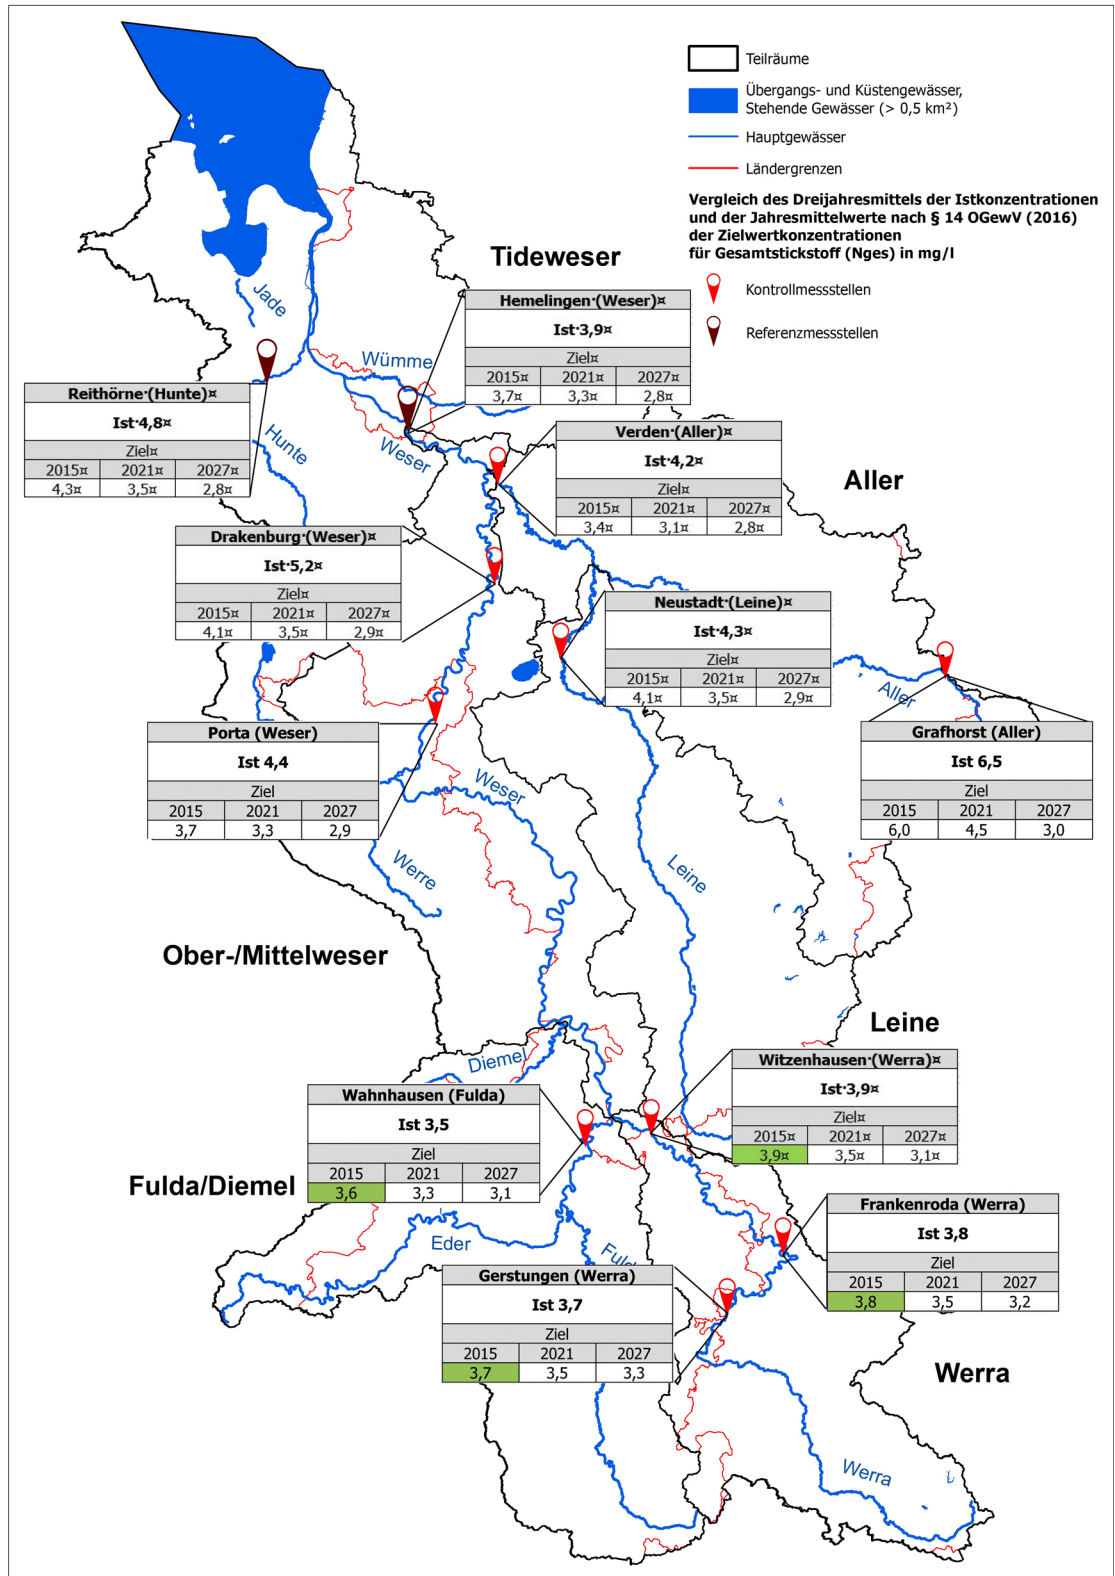 Teilräume
Übergangs- und Küstengewässer,
Stehende Gewässer (> 0,5 km²)
Hauptgewässer
Ländergrenzen
Vergleich des Dreijahresmittels der Istkonzentrationen
und der Jahresmittelwerte nach § 14 OGewV (2016)
der Zielwertkonzentrationen
für Gesamtstickstoff (Nges) in mg/l
Kontrollmessstellen
Referenzmessstellen
Tideweser
Jade
Wümme
Hemelingen·(Weser)¤
Ist·3,9¤
Ziel¤
2015¤ 2021¤ 2027¤
3,7¤ 3,3¤ 2,8¤
Reithörne·(Hunte)¤
Ist·4,8¤
Ziel¤
2015¤ 2021¤ 2027¤
4,3¤ 3,5¤ 2,8¤
Hunte
Weser
Verden·(Aller)¤
Ist·4,2¤
Ziel¤
2015¤ 2021¤ 2027¤
3,4¤ 3,1¤ 2,8¤
Aller
Drakenburg·(Weser)¤
Ist·5,2¤
Ziel¤
2015¤ 2021¤ 2027¤
4,1¤ 3,5¤ 2,9¤
Neustadt·(Leine)¤
Ist·4,3¤
Ziel¤
2015¤ 2021¤ 2027¤
4,1¤ 3,5¤ 2,9¤
Aller
Porta (Weser)
Ist 4,4
Ziel
2015 2021 2027
3,7 3,3 2,9
Grafhorst (Aller)
Ist 6,5
Ziel
2015 2021 2027
6,0 4,5 3,0
Weser
Werre
Leine
Ober-/Mittelweser
Leine
Diemel
Witzenhausen·(Werra)¤
Ist·3,9¤
Ziel¤
2015¤ 2021¤ 2027¤
3,9¤ 3,5¤ 3,1¤
Wahnhausen (Fulda)
Ist 3,5
Ziel
2015 2021 2027
3,6 3,3 3,1
Fulda/Diemel
Eder
Frankenroda (Werra)
Ist 3,8
Ziel
2015 2021 2027
3,8 3,5 3,2
Gerstungen (Werra)
Ist 3,7
Ziel
2015 2021 2027
3,7 3,5 3,3
Werra
Werra